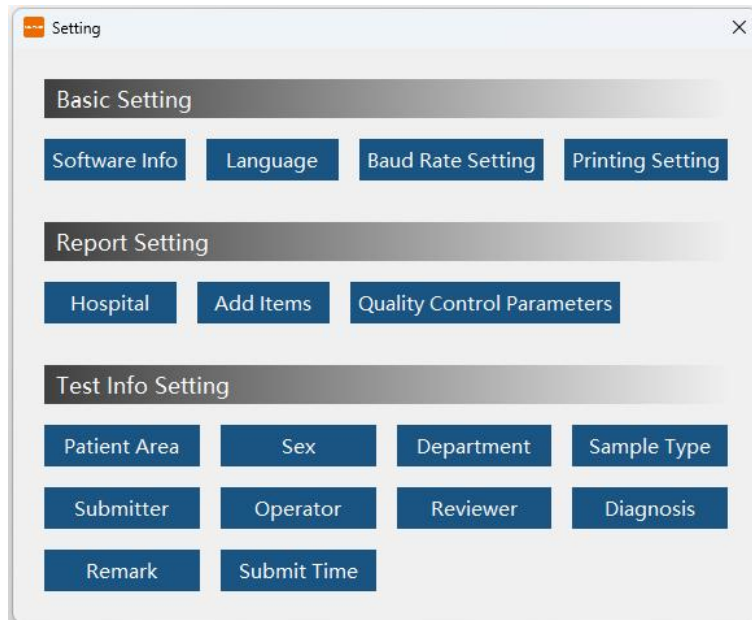 Setting
Basic Setting
Software Info Language Baud Rate Setting Printing Setting
Report Setting
Hospital Add Items Quality Control Parameters
Test Info Setting
Patient Area Sex Department Sample Type
Submitter Operator Reviewer Diagnosis
Remark Submit Time